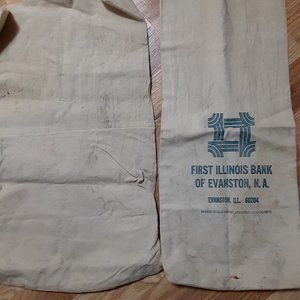 FIRST ILLINOIS BANK
OF EVANSTON, N.A.
EVANSTON, ILL. 60204